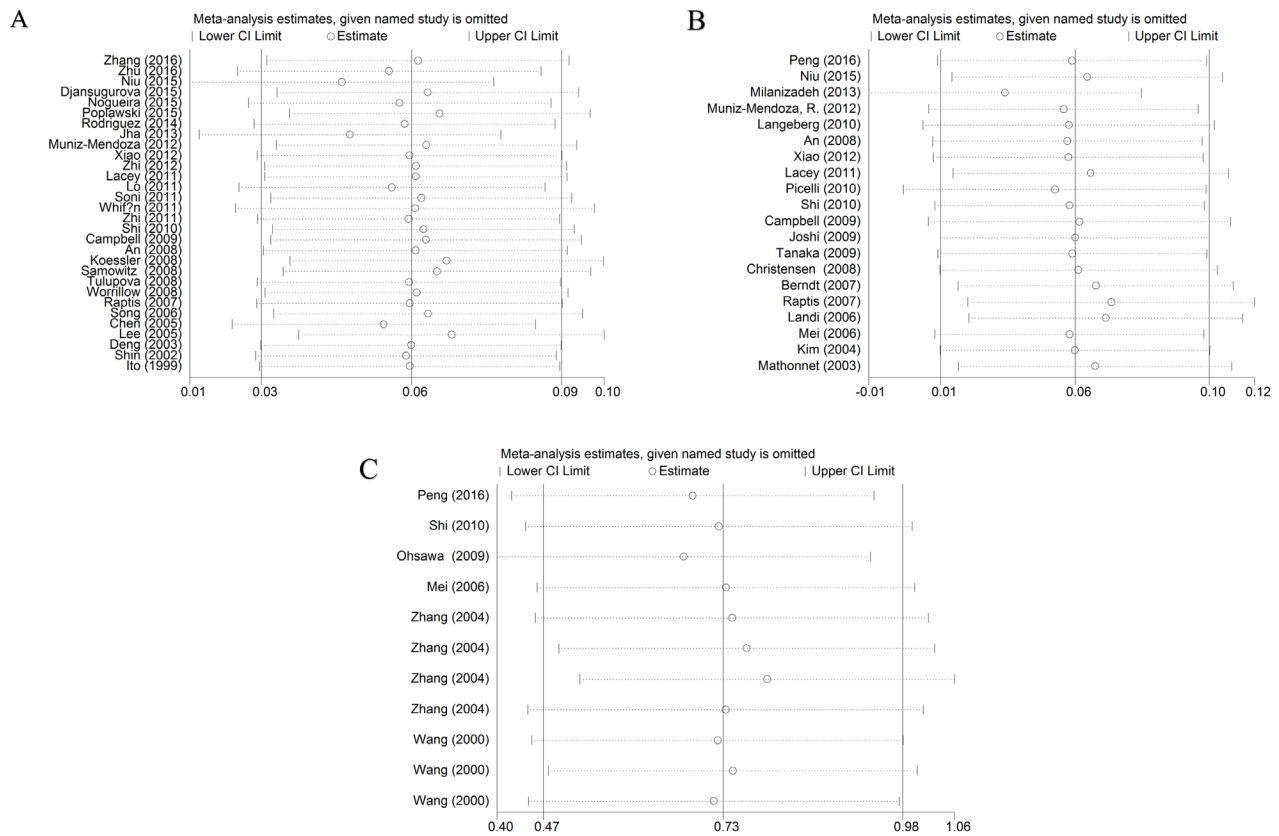 A
Meta-analysis estimates, given named study is omitted
Lower CI Limit Estimate Upper CI Limit
Zhang (2016)
Zhu (2016)
Niu (2015)
Djansugurova (2015)
Nogueira (2015)
Poplawski (2015)
Rodriguez (2014)
Jha (2013)
Muniz-Mendoza (2012)
Xiao (2012)
Zhi (2012)
Lacey (2011)
Lo (2011)
Soni (2011)
Whif?n (2011)
Zhi (2011)
Shi (2010)
Campbell (2009)
An (2008)
Koessler (2008)
Samowitz (2008)
Tulupova (2008)
Worrillow (2008)
Raptis (2007)
Song (2006)
Chen (2005)
Lee (2005)
Deng (2003)
Shin (2002)
Ito (1999)
0.01 0.03 0.06 0.09 0.10
B
Meta-analysis estimates, given named study is omitted
Lower CI Limit Estimate Upper CI Limit
Peng (2016)
Niu (2015)
Milanizadeh (2013)
Muniz-Mendoza, R. (2012)
Langeberg (2010)
An (2008)
Xiao (2012)
Lacey (2011)
Picelli (2010)
Shi (2010)
Campbell (2009)
Joshi (2009)
Tanaka (2009)
Christensen (2008)
Berndt (2007)
Raptis (2007)
Landi (2006)
Mei (2006)
Kim (2004)
Mathonnet (2003)
-0.01 0.01 0.06 0.10 0.12
C
Meta-analysis estimates, given named study is omitted
Lower CI Limit Estimate Upper CI Limit
Peng (2016)
Shi (2010)
Ohsawa (2009)
Mei (2006)
Zhang (2004)
Zhang (2004)
Zhang (2004)
Zhang (2004)
Wang (2000)
Wang (2000)
Wang (2000)
0.40 0.47 0.73 0.98 1.06